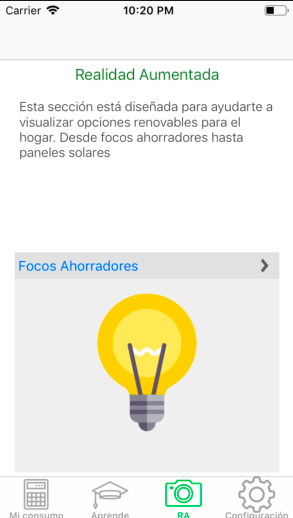 Carrier 10:20 PM
Realidad Aumentada
Esta sección está diseñada para ayudarte a
visualizar opciones renovables para el
hogar. Desde focos ahorradores hasta
paneles solares
Focos Ahorradores
Mi consumo Aprende RA Configuración